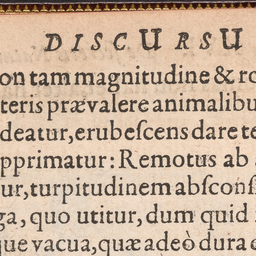 DISCURSU
on tam magnitudine & ro
teris prævalere animalibu
deatur, erubeſcens dare te
pprimatur: Remotus ab
ur, turpitudinem abſconſ
ga, quo utitur, dum quid
que vacua, quæ adeò dura